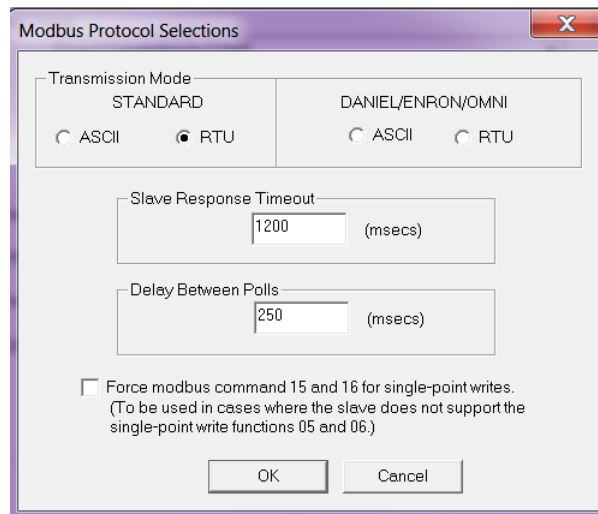 Modbus Protocol Selections
X
Transmission Mode
STANDARD
DANIEL/ENRON/OMNI
ASCII
RTU
ASCII
RTU
Slave Response Timeout
1200
(msecs)
Delay Between Polls
250
(msecs)
Force modbus command 15 and 16 for single-point writes.
(To be used in cases where the slave does not support the
single-point write functions 05 and 06.)
OK
Cancel